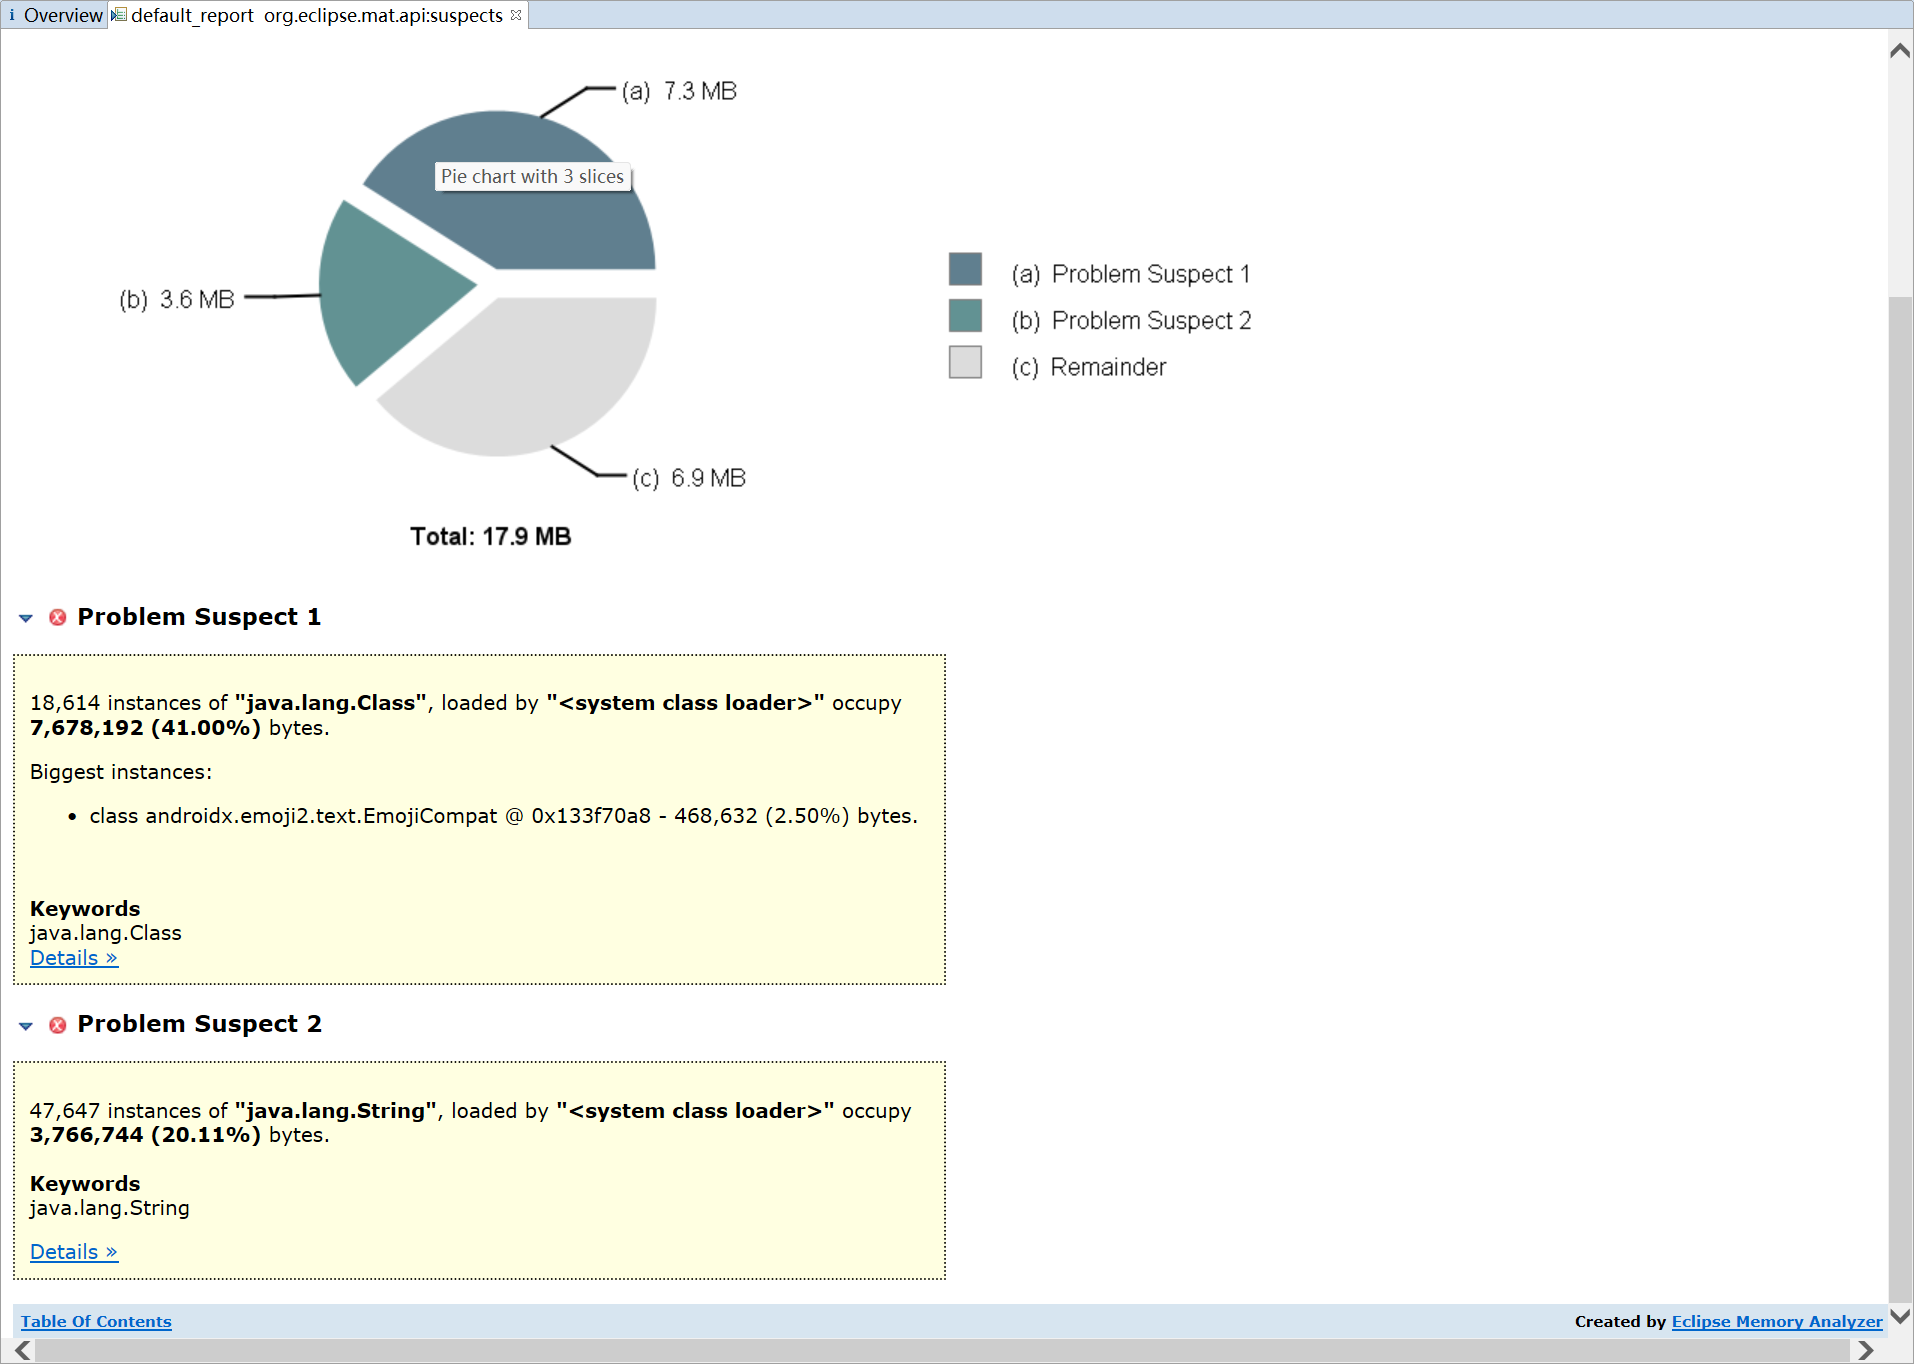 Overview
default_report org.eclipse.mat.api:suspects
(a) 7.3 MB
Pie chart with 3 slices
(b) 3.6 MB
(c) 6.9 MB
Total: 17.9 MB
(a) Problem Suspect 1
(b) Problem Suspect 2
(c) Remainder
Problem Suspect 1
18,614 instances of "java.lang.Class", loaded by "<system class loader>" occupy
7,678,192 (41.00%) bytes.
Biggest instances:
• class androidx.emoji2.text.EmojiCompat @ 0x133f70a8 - 468,632 (2.50%) bytes.
Keywords
java.lang.Class
Details »
Problem Suspect 2
47,647 instances of "java.lang.String", loaded by "<system class loader>" occupy
3,766,744 (20.11%) bytes.
Keywords
java.lang.String
Details »
Table Of Contents
Created by Eclipse Memory Analyzer